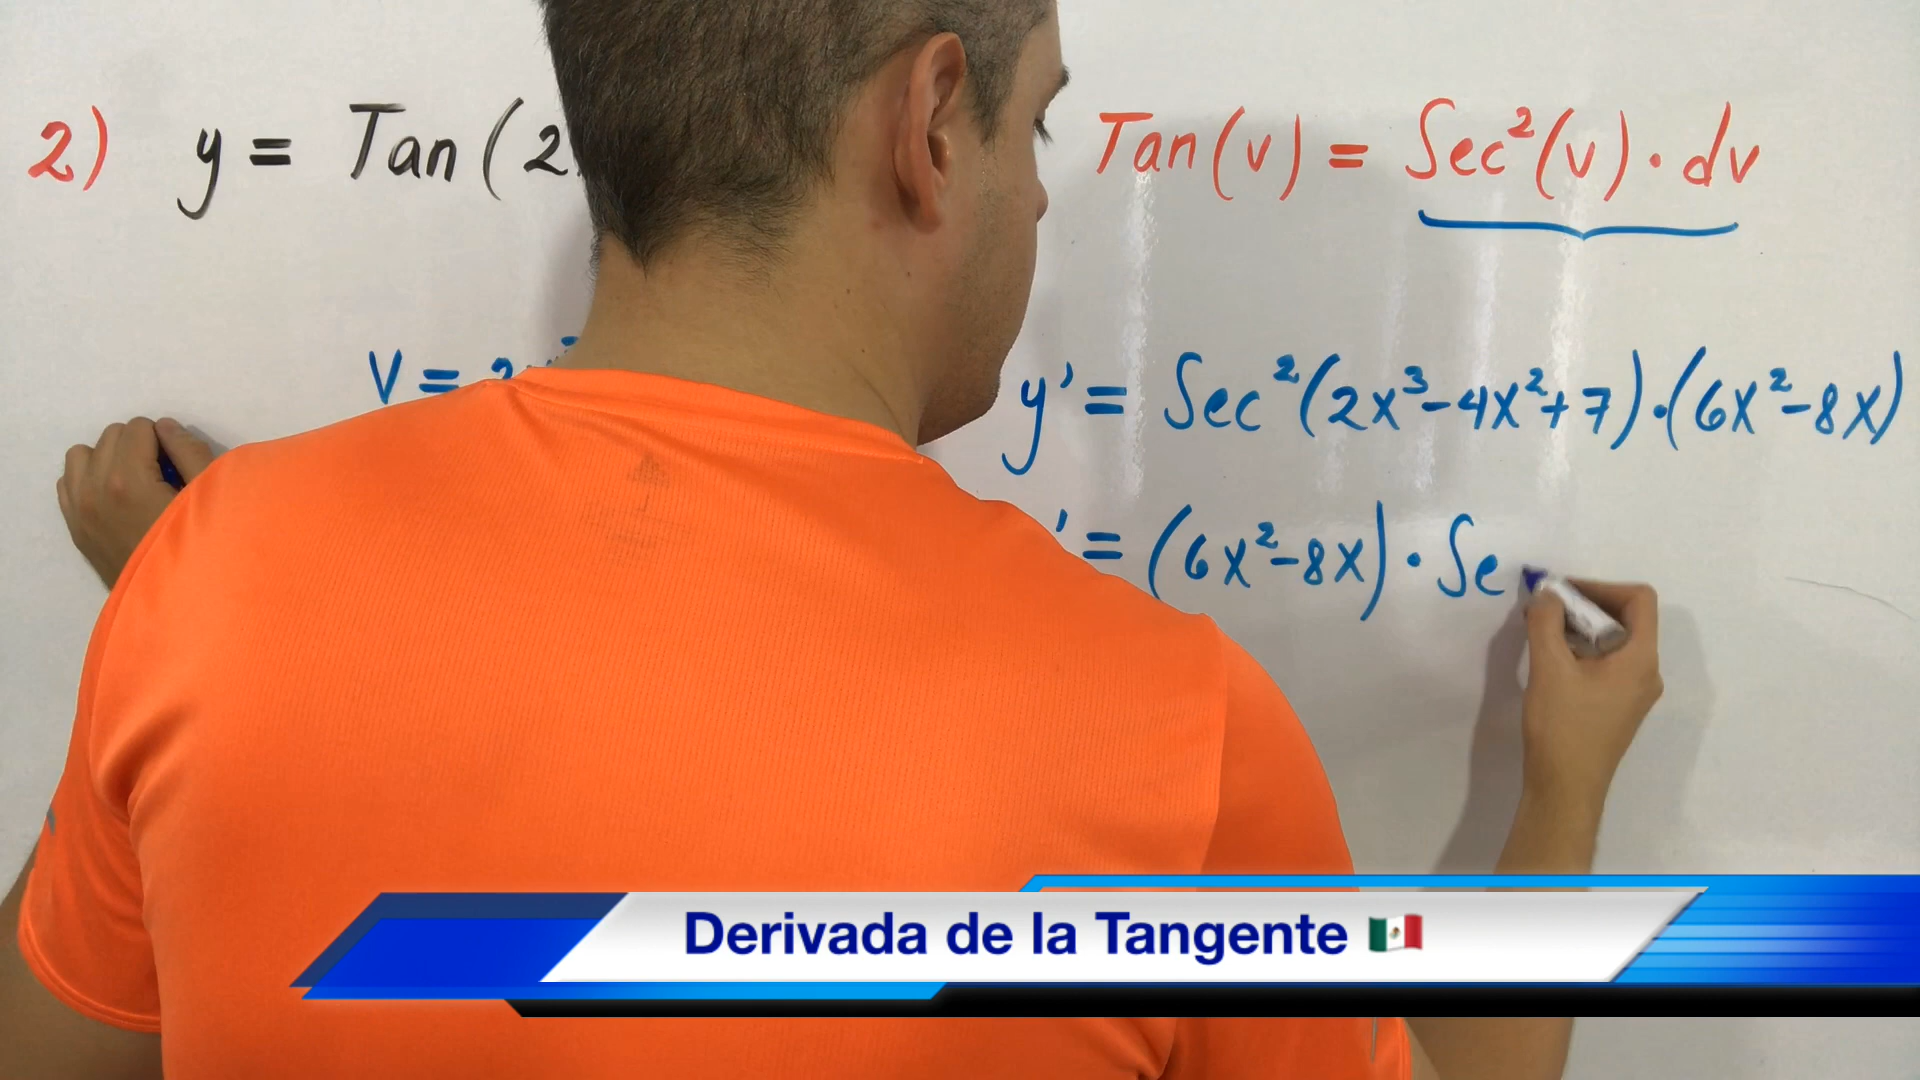 2) y = Tan(2
Tan(v) = Sec²(v) · dv
v = 2
y' = Sec²(2x³-4x²+7)·(6x²-8x)
' = (6x²-8x) · Se
Derivada de la Tangente 🇲🇽